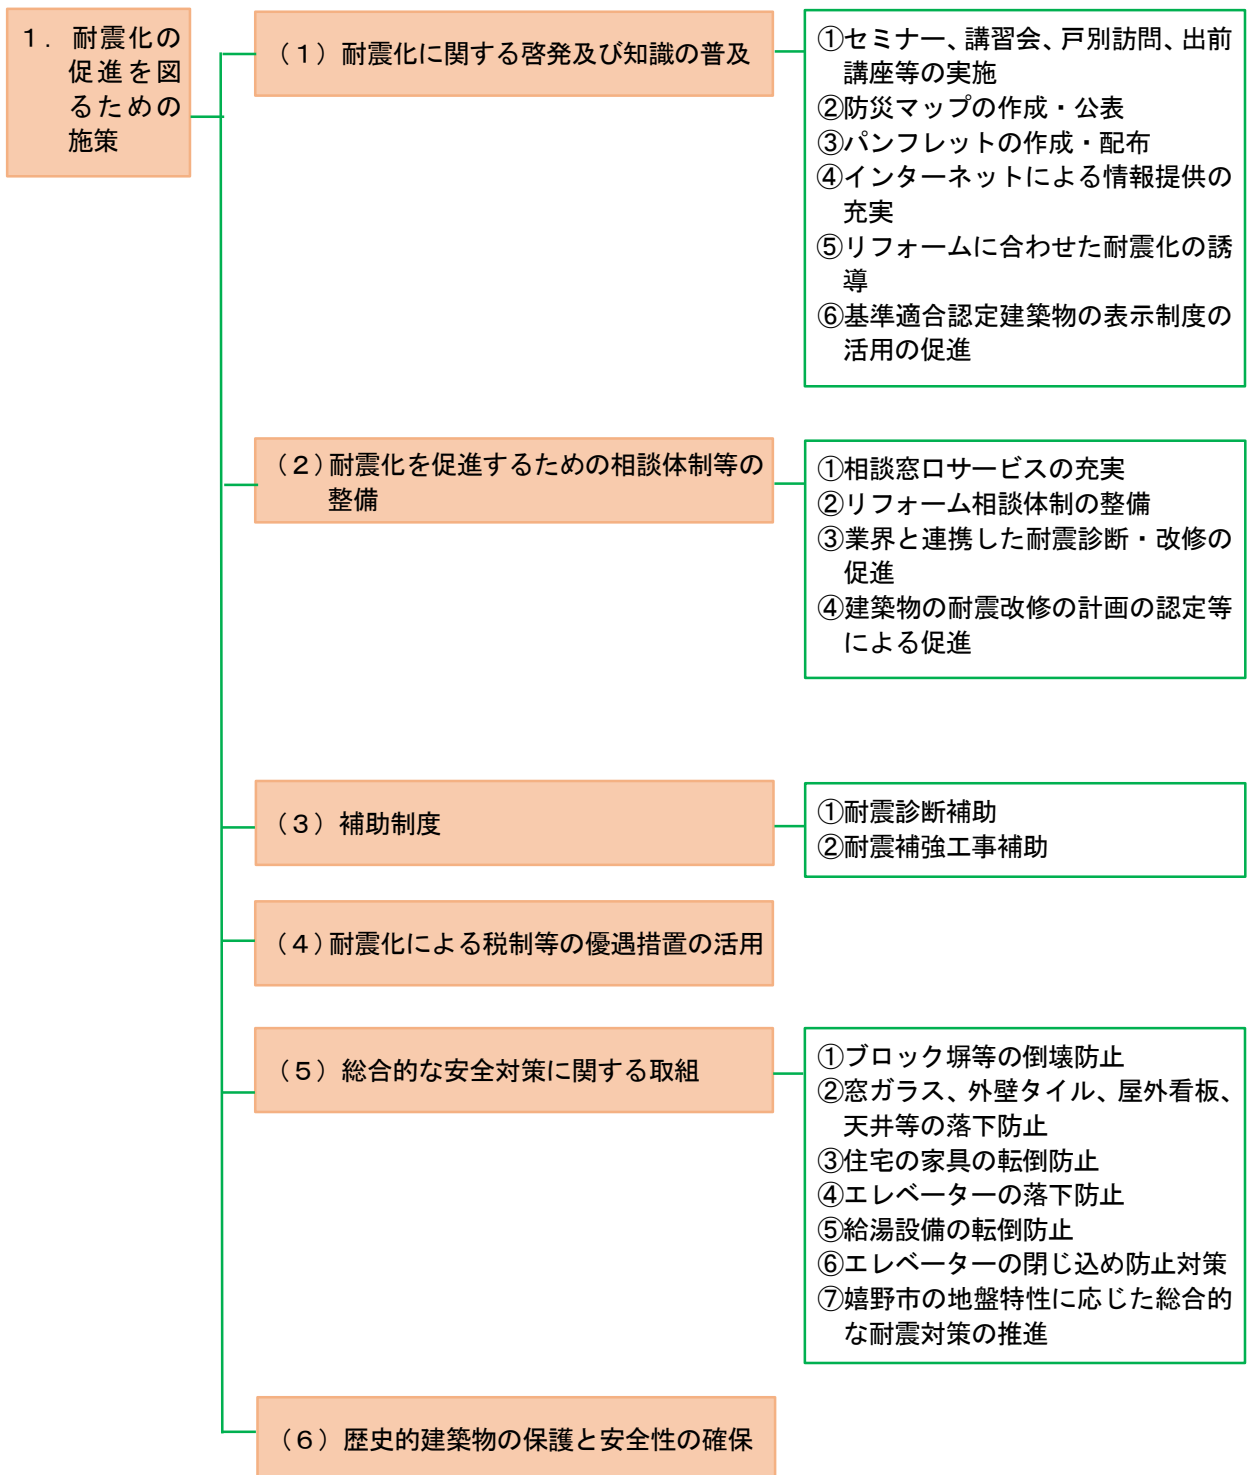 １．耐震化の
促進を図
るための
施策
（１）耐震化に関する啓発及び知識の普及
①セミナー、講習会、戸別訪問、出前
講座等の実施
②防災マップの作成・公表
③パンフレットの作成・配布
④インターネットによる情報提供の
充実
⑤リフォームに合わせた耐震化の誘
導
⑥基準適合認定建築物の表示制度の
活用の促進
（２）耐震化を促進するための相談体制等の
整備
①相談窓口サービスの充実
②リフォーム相談体制の整備
③業界と連携した耐震診断・改修の
促進
④建築物の耐震改修の計画の認定等
による促進
（３）補助制度
①耐震診断補助
②耐震補強工事補助
（４）耐震化による税制等の優遇措置の活用
（５）総合的な安全対策に関する取組
①ブロック塀等の倒壊防止
②窓ガラス、外壁タイル、屋外看板、
天井等の落下防止
③住宅の家具の転倒防止
④エレベーターの落下防止
⑤給湯設備の転倒防止
⑥エレベーターの閉じ込め防止対策
⑦嬉野市の地盤特性に応じた総合的
な耐震対策の推進
（６）歴史的建築物の保護と安全性の確保